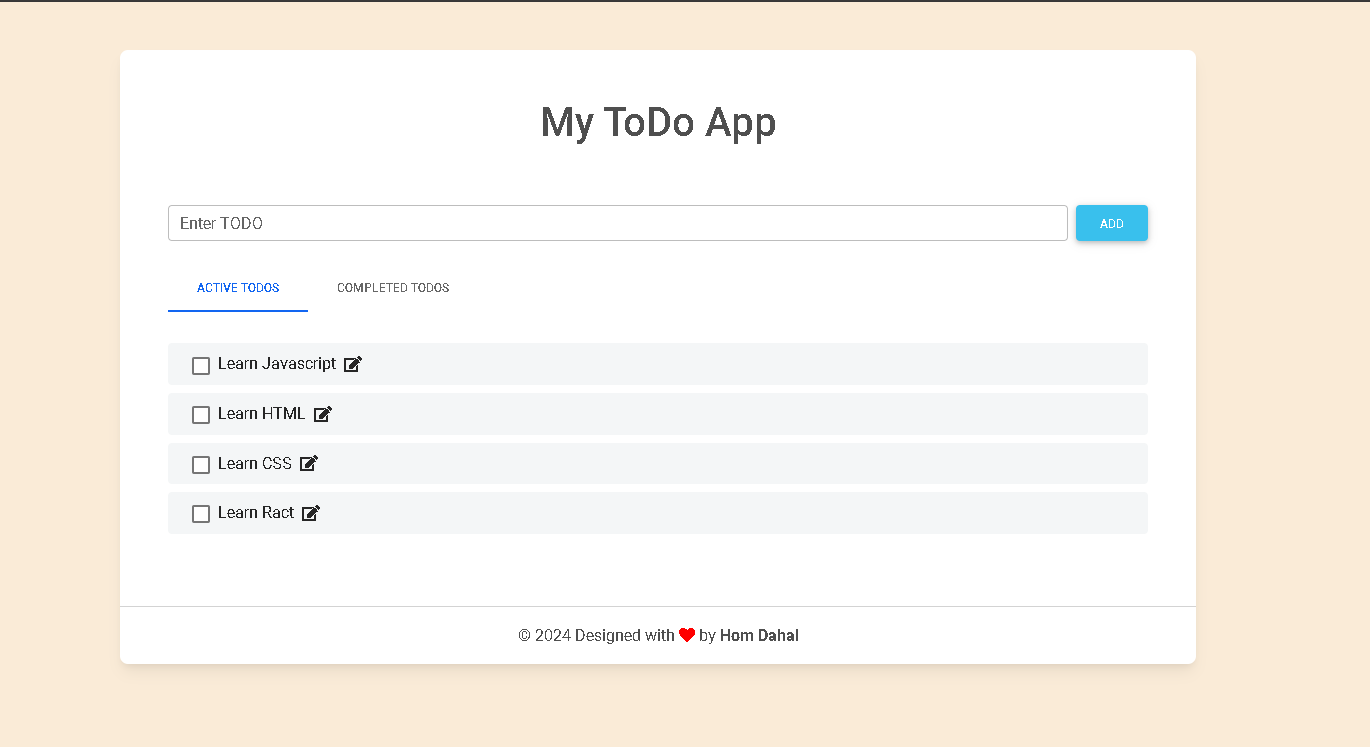 My ToDo App
Enter TODO
ADD
ACTIVE TODOS
COMPLETED TODOS
Learn Javascript
Learn HTML
Learn CSS
Learn Ract
© 2024 Designed with ❤ by Hom Dahal